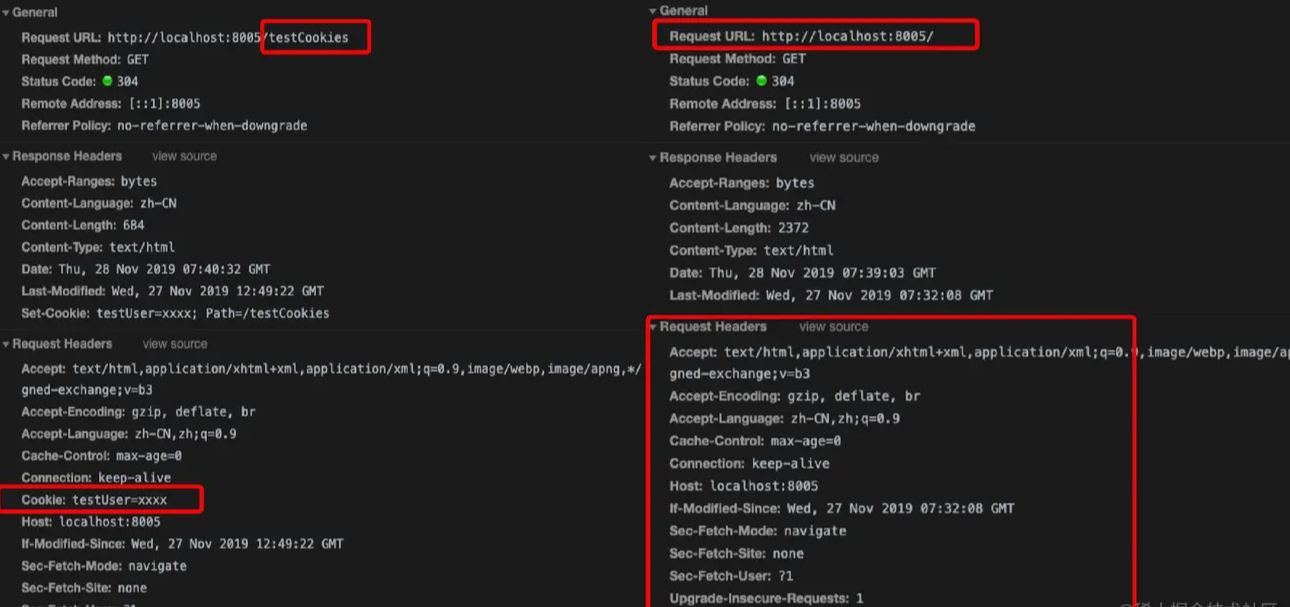 General
Request URL: http://localhost:8005/testCookies
Request Method: GET
Status Code: 304
Remote Address: [::1]:8005
Referrer Policy: no-referrer-when-downgrade
Response Headers view source
Accept-Ranges: bytes
Content-Language: zh-CN
Content-Length: 684
Content-Type: text/html
Date: Thu, 28 Nov 2019 07:40:32 GMT
Last-Modified: Wed, 27 Nov 2019 12:49:22 GMT
Set-Cookie: testUser=xxxx; Path=/testCookies
Request Headers view source
Accept: text/html,application/xhtml+xml,application/xml;q=0.9,image/webp,image/apng,*/
gned-exchange;v=b3
Accept-Encoding: gzip, deflate, br
Accept-Language: zh-CN,zh;q=0.9
Cache-Control: max-age=0
Connection: keep-alive
Cookie: testUser=xxxx
Host: localhost:8005
If-Modified-Since: Wed, 27 Nov 2019 12:49:22 GMT
Sec-Fetch-Mode: navigate
Sec-Fetch-Site: none
General
Request URL: http://localhost:8005/
Request Method: GET
Status Code: 304
Remote Address: [::1]:8005
Referrer Policy: no-referrer-when-downgrade
Response Headers view source
Accept-Ranges: bytes
Content-Language: zh-CN
Content-Length: 2372
Content-Type: text/html
Date: Thu, 28 Nov 2019 07:39:03 GMT
Last-Modified: Wed, 27 Nov 2019 07:32:08 GMT
Request Headers view source
Accept: text/html,application/xhtml+xml,application/xml;q=0.9,image/webp,image/ap
gned-exchange;v=b3
Accept-Encoding: gzip, deflate, br
Accept-Language: zh-CN,zh;q=0.9
Cache-Control: max-age=0
Connection: keep-alive
Host: localhost:8005
If-Modified-Since: Wed, 27 Nov 2019 07:32:08 GMT
Sec-Fetch-Mode: navigate
Sec-Fetch-Site: none
Sec-Fetch-User: ?1
Upgrade-Insecure-Requests: 1